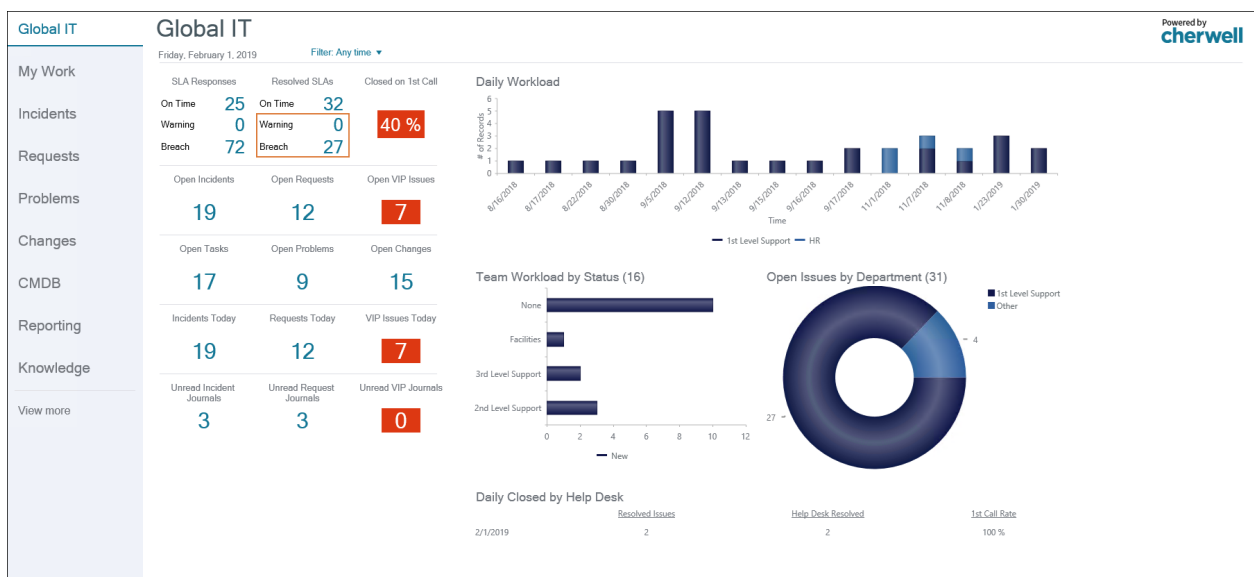 Global IT
My Work
Incidents
Requests
Problems
Changes
CMDB
Reporting
Knowledge
View more
Global IT
Friday, February 1, 2019 Filter: Any time
Powered by
cherwell
SLA Responses Resolved SLAs Closed on 1st Call
On Time 25 On Time 32
Warning 0 Warning 0 40 %
Breach 72 Breach 27
Open Incidents Open Requests Open VIP Issues
19 12 7
Open Tasks Open Problems Open Changes
17 9 15
Incidents Today Requests Today VIP Issues Today
19 12 7
Unread Incident Unread Request Unread VIP Journals
Journals Journals
3 3 0
Daily Workload
# of Records
6
5
4
3
2
1
0
8/16/2018 8/17/2018 8/22/2018 8/30/2018 9/5/2018 9/12/2018 9/13/2018 9/15/2018 9/16/2018 9/17/2018 11/1/2018 11/7/2018 11/8/2018 1/23/2019 1/30/2019
Time
1st Level Support HR
Team Workload by Status (16)
None
Facilities
3rd Level Support
2nd Level Support
0 2 4 6 8 10 12
New
Open Issues by Department (31)
1st Level Support
Other
4
27
Daily Closed by Help Desk
Resolved Issues Help Desk Resolved 1st Call Rate
2/1/2019 2 2 100 %